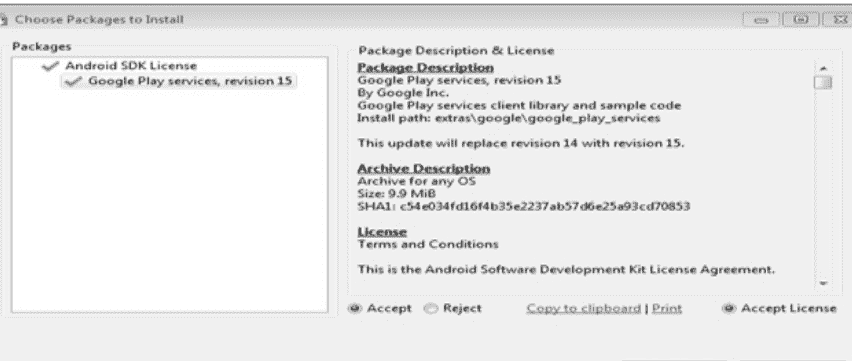 Choose Packages to Install
Packages
Android SDK License
Google Play services, revision 15
Package Description & License
Package Description
Google Play services, revision 15
By Google Inc.
Google Play services client library and sample code
Install path: extras\google\google_play_services
This update will replace revision 14 with revision 15.
Archive Description
Archive for any OS
Size: 9.9 MiB
SHA1: c54e034fd16f4b35e2237ab57d6e25a93cd70853
License
Terms and Conditions
This is the Android Software Development Kit License Agreement.
Accept Reject Copy to clipboard | Print Accept License